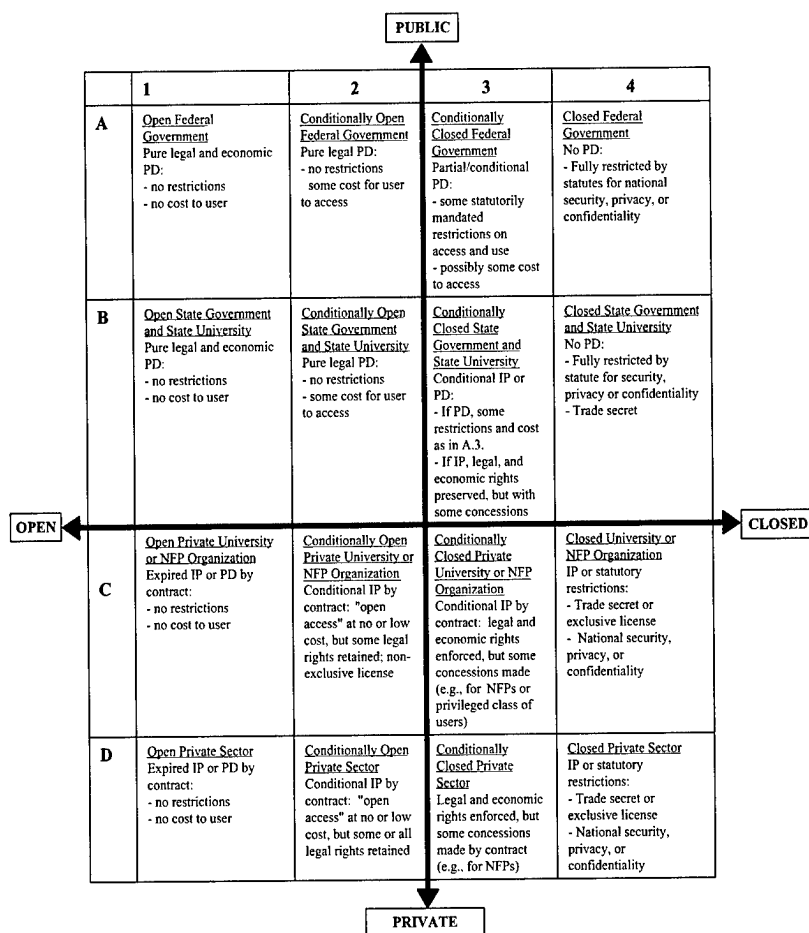 PUBLIC
1
2
3
4
A
Open Federal
Government
Pure legal and economic
PD:
- no restrictions
- no cost to user
Conditionally Open
Federal Government
Pure legal PD:
- no restrictions
some cost for user
to access
Conditionally
Closed Federal
Government
Partial/conditional
PD:
- some statutorily
mandated
restrictions on
access and use
- possibly some cost
to access
Closed Federal
Government
No PD:
- Fully restricted by
statutes for national
security, privacy, or
confidentiality
B
Open State Government
and State University
Pure legal and economic
PD:
- no restrictions
- no cost to user
Conditionally Open
State Government
and State University
Pure legal PD:
- no restrictions
- some cost for user
to access
Conditionally
Closed State
Government and
State University
Conditional IP or
PD:
- If PD, some
restrictions and cost
as in A.3.
- If IP, legal, and
economic rights
preserved, but with
some concessions
Closed State Government
and State University
No PD:
- Fully restricted by
statute for security,
privacy or confidentiality
- Trade secret
OPEN
CLOSED
C
Open Private University
or NFP Organization
Expired IP or PD by
contract:
- no restrictions
- no cost to user
Conditionally Open
Private University or
NFP Organization
Conditional IP by
contract: "open
access" at no or low
cost, but some legal
rights retained; non-
exclusive license
Conditionally
Closed Private
University or NFP
Organization
Conditional IP by
contract: legal and
economic rights
enforced, but some
concessions made
(e.g., for NFPs or
privileged class of
users)
Closed University or
NFP Organization
IP or statutory
restrictions:
- Trade secret or
exclusive license
- National security,
privacy, or
confidentiality
D
Open Private Sector
Expired IP or PD by
contract:
- no restrictions
- no cost to user
Conditionally Open
Private Sector
Conditional IP by
contract: "open
access" at no or low
cost, but some or all
legal rights retained
Conditionally
Closed Private
Sector
Legal and economic
rights enforced, but
some concessions
made by contract
(e.g., for NFPs)
Closed Private Sector
IP or statutory
restrictions:
- Trade secret or
exclusive license
- National security,
privacy, or
confidentiality
PRIVATE